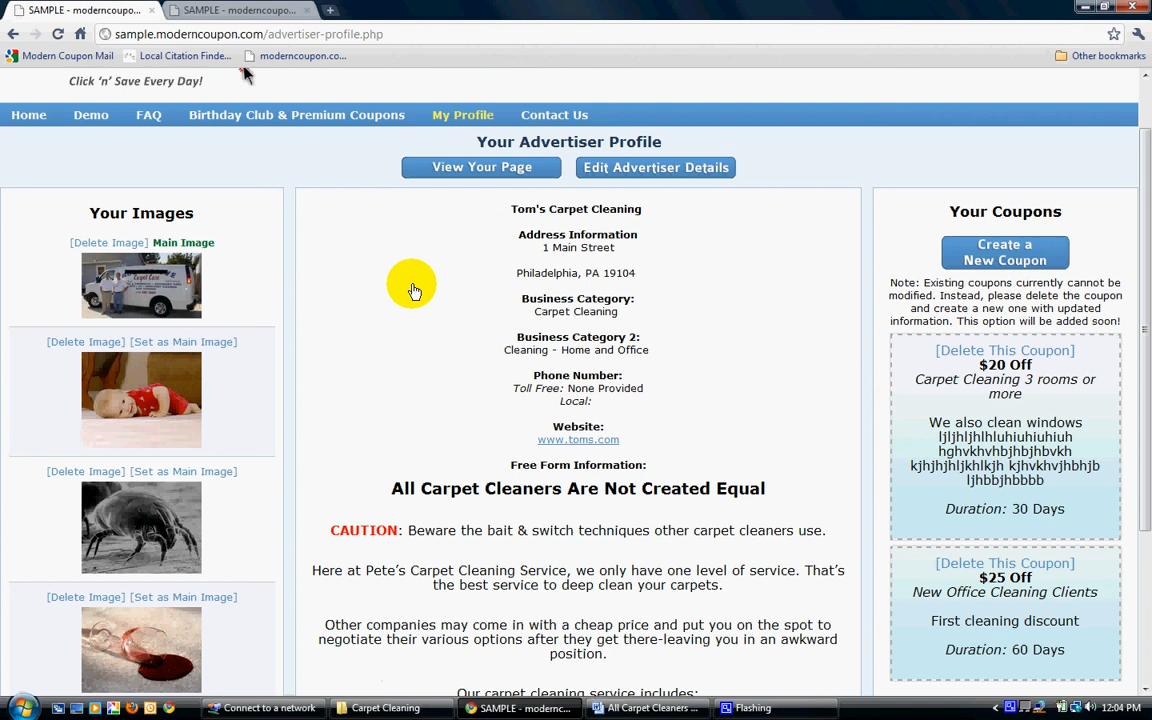 SAMPLE - moderncoupo...
SAMPLE - moderncoupo...
sample.moderncoupon.com/advertiser-profile.php
Modern Coupon Mail
Local Citation Finde...
moderncoupon.co...
Other bookmarks
Click 'n' Save Every Day!
Home
Demo
FAQ
Birthday Club & Premium Coupons
My Profile
Contact Us
Your Advertiser Profile
View Your Page
Edit Advertiser Details
Your Images
[Delete Image] Main Image
[Delete Image] [Set as Main Image]
[Delete Image] [Set as Main Image]
[Delete Image] [Set as Main Image]
Tom's Carpet Cleaning
Address Information
1 Main Street
Philadelphia, PA 19104
Business Category:
Carpet Cleaning
Business Category 2:
Cleaning - Home and Office
Phone Number:
Toll Free: None Provided
Local:
Website:
www.toms.com
Free Form Information:
All Carpet Cleaners Are Not Created Equal
CAUTION: Beware the bait & switch techniques other carpet cleaners use.
Here at Pete's Carpet Cleaning Service, we only have one level of service. That's
the best service to deep clean your carpets.
Other companies may come in with a cheap price and put you on the spot to
negotiate their various options after they get there-leaving you in an awkward
position.
Our carpet cleaning service includes:
Your Coupons
Create a
New Coupon
Note: Existing coupons currently cannot be
modified. Instead, please delete the coupon
and create a new one with updated
information. This option will be added soon!
[Delete This Coupon]
$20 Off
Carpet Cleaning 3 rooms or
more
We also clean windows
ljljhljhlhluhiuhiuhiuh
hghvkhvhbjhbjhbvkh
kjhjhjhljkhlkjh kjhvkhvjhbhjb
ljhbbjhbbbb
Duration: 30 Days
[Delete This Coupon]
$25 Off
New Office Cleaning Clients
First cleaning discount
Duration: 60 Days
Connect to a network
Carpet Cleaning
SAMPLE - modernc...
All Carpet Cleaners ...
Flashing
12:04 PM